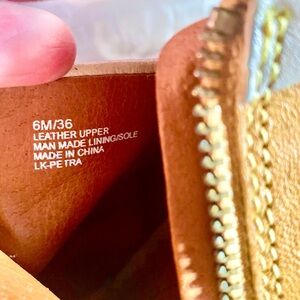 6M/36
LEATHER UPPER
MAN MADE LINING/SOLE
MADE IN CHINA
LK-PETRA